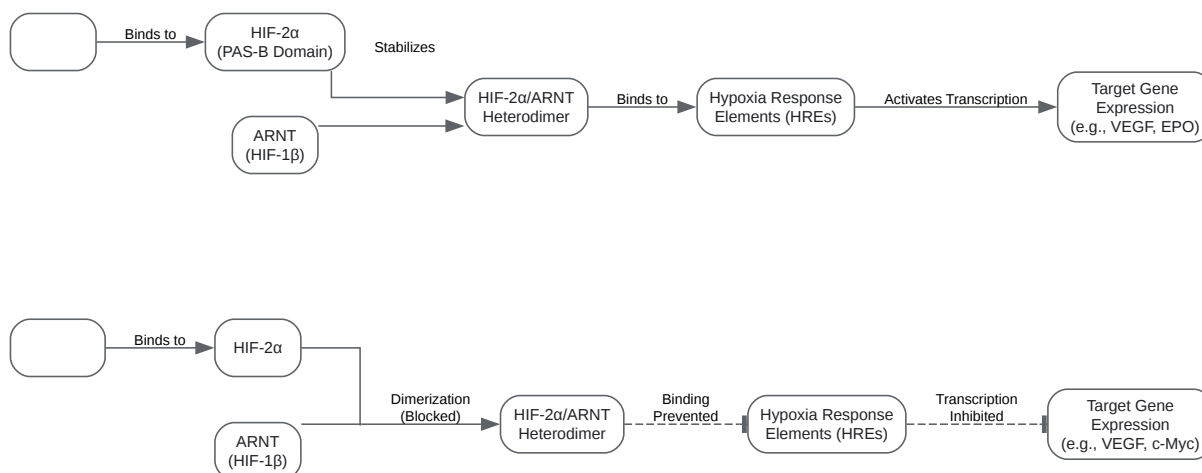 Binds to
HIF-2α
(PAS-B Domain)
Stabilizes
ARNT
(HIF-1β)
HIF-2α/ARNT
Heterodimer
Binds to
Hypoxia Response
Elements (HREs)
Activates Transcription
Target Gene
Expression
(e.g., VEGF, EPO)
Binds to
HIF-2α
ARNT
(HIF-1β)
Dimerization
(Blocked)
HIF-2α/ARNT
Heterodimer
Binding
Prevented
Hypoxia Response
Elements (HREs)
Transcription
Inhibited
Target Gene
Expression
(e.g., VEGF, c-Myc)